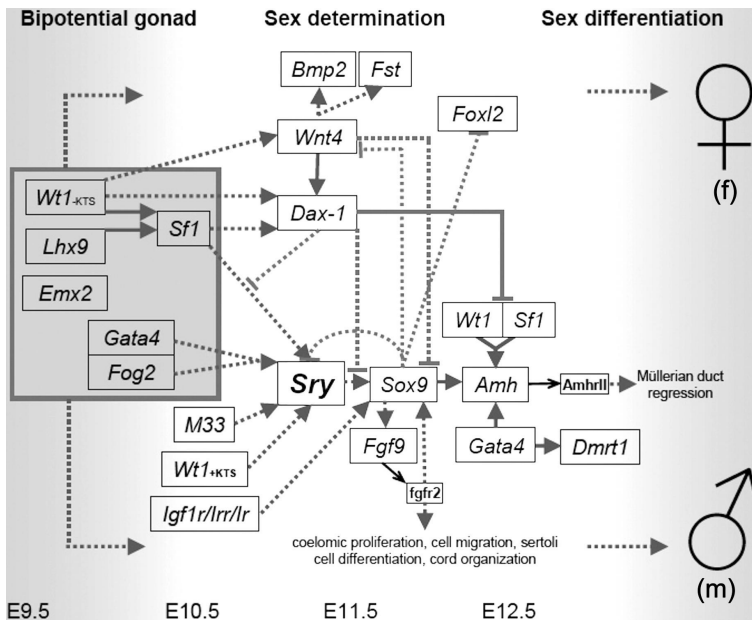 Bipotential gonad Sex determination Sex differentiation
Bmp2 Fst
Foxl2
Wnt4
(f)
Wt1-KTS
Dax-1
Sf1
Lhx9
Emx2
Wt1 Sf1
Gata4
Fog2
Sry Sox9 Amh AmhrII Müllerian duct
regression
M33
Fgf9 Gata4 Dmrt1
Wt1+KTS
fgfr2
Igf1r/Irr/Ir
coelomic proliferation, cell migration, sertoli
cell differentiation, cord organization
(m)
E9.5 E10.5 E11.5 E12.5